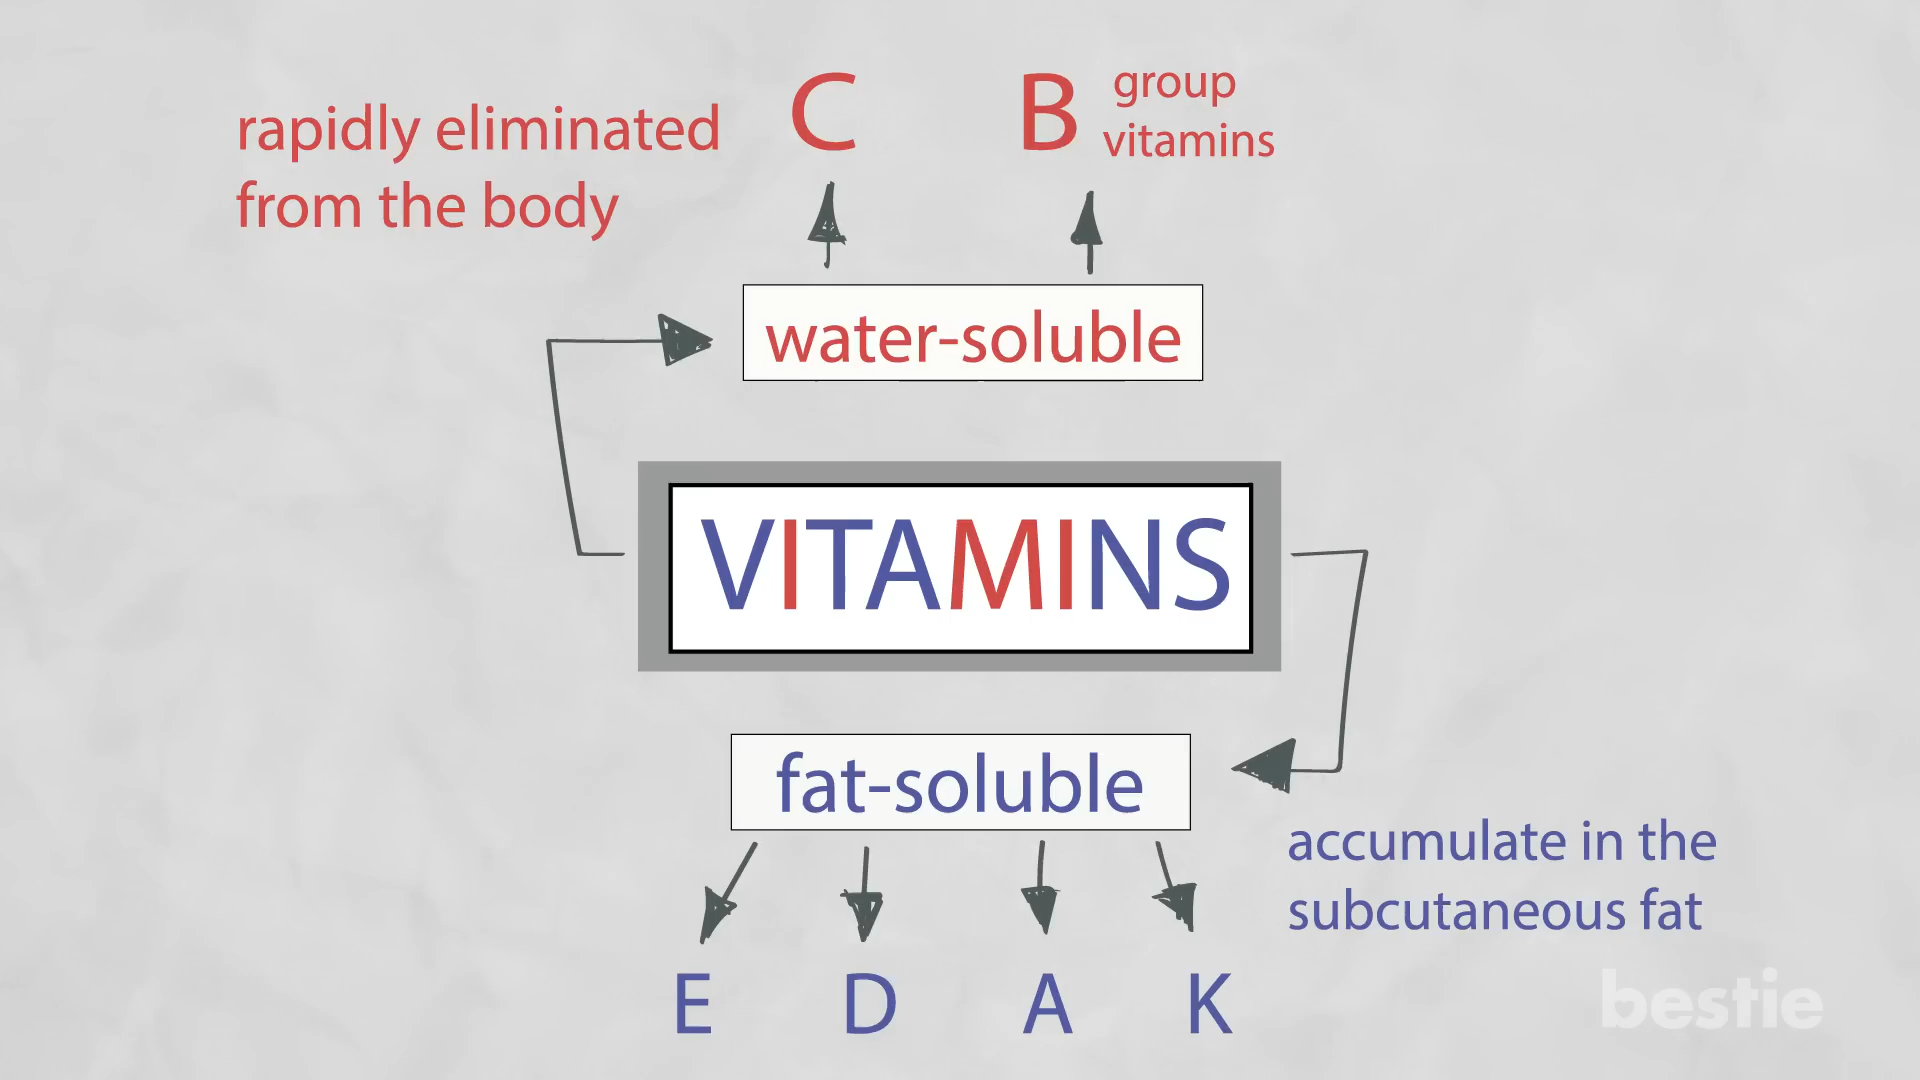 rapidly eliminated
from the body
C
B
group
vitamins
water-soluble
VITAMINS
fat-soluble
accumulate in the
subcutaneous fat
E D A K
bestie